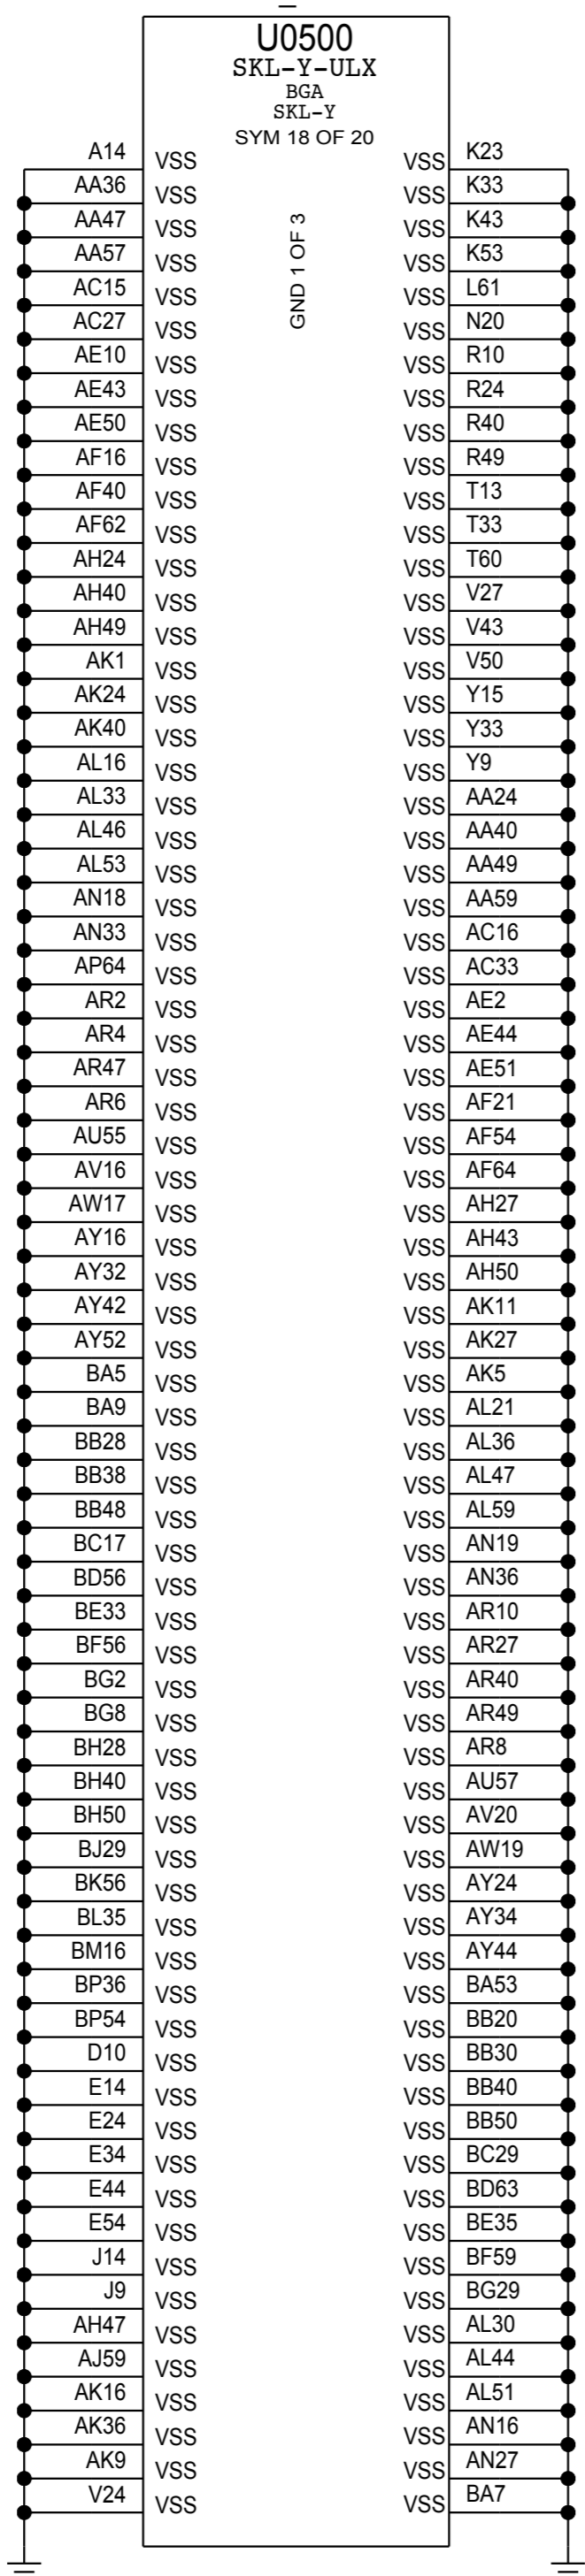 U0500
SKL-Y-ULX
BGA
SKL-Y
SYM 18 OF 20
GND 1 OF 3
A14 VSS VSS K23
AA36 VSS VSS K33
AA47 VSS VSS K43
AA57 VSS VSS K53
AC15 VSS VSS L61
AC27 VSS VSS N20
AE10 VSS VSS R10
AE43 VSS VSS R24
AE50 VSS VSS R40
AF16 VSS VSS R49
AF40 VSS VSS T13
AF62 VSS VSS T33
AH24 VSS VSS T60
AH40 VSS VSS V27
AH49 VSS VSS V43
AK1 VSS VSS V50
AK24 VSS VSS Y15
AK40 VSS VSS Y33
AL16 VSS VSS Y9
AL33 VSS VSS AA24
AL46 VSS VSS AA40
AL53 VSS VSS AA49
AN18 VSS VSS AA59
AN33 VSS VSS AC16
AP64 VSS VSS AC33
AR2 VSS VSS AE2
AR4 VSS VSS AE44
AR47 VSS VSS AE51
AR6 VSS VSS AF21
AU55 VSS VSS AF54
AV16 VSS VSS AF64
AW17 VSS VSS AH27
AY16 VSS VSS AH43
AY32 VSS VSS AH50
AY42 VSS VSS AK11
AY52 VSS VSS AK27
BA5 VSS VSS AK5
BA9 VSS VSS AL21
BB28 VSS VSS AL36
BB38 VSS VSS AL47
BB48 VSS VSS AL59
BC17 VSS VSS AN19
BD56 VSS VSS AN36
BE33 VSS VSS AR10
BF56 VSS VSS AR27
BG2 VSS VSS AR40
BG8 VSS VSS AR49
BH28 VSS VSS AR8
BH40 VSS VSS AU57
BH50 VSS VSS AV20
BJ29 VSS VSS AW19
BK56 VSS VSS AY24
BL35 VSS VSS AY34
BM16 VSS VSS AY44
BP36 VSS VSS BA53
BP54 VSS VSS BB20
D10 VSS VSS BB30
E14 VSS VSS BB40
E24 VSS VSS BB50
E34 VSS VSS BC29
E44 VSS VSS BD63
E54 VSS VSS BE35
J14 VSS VSS BF59
J9 VSS VSS BG29
AH47 VSS VSS AL30
AJ59 VSS VSS AL44
AK16 VSS VSS AL51
AK36 VSS VSS AN16
AK9 VSS VSS AN27
V24 VSS VSS BA7